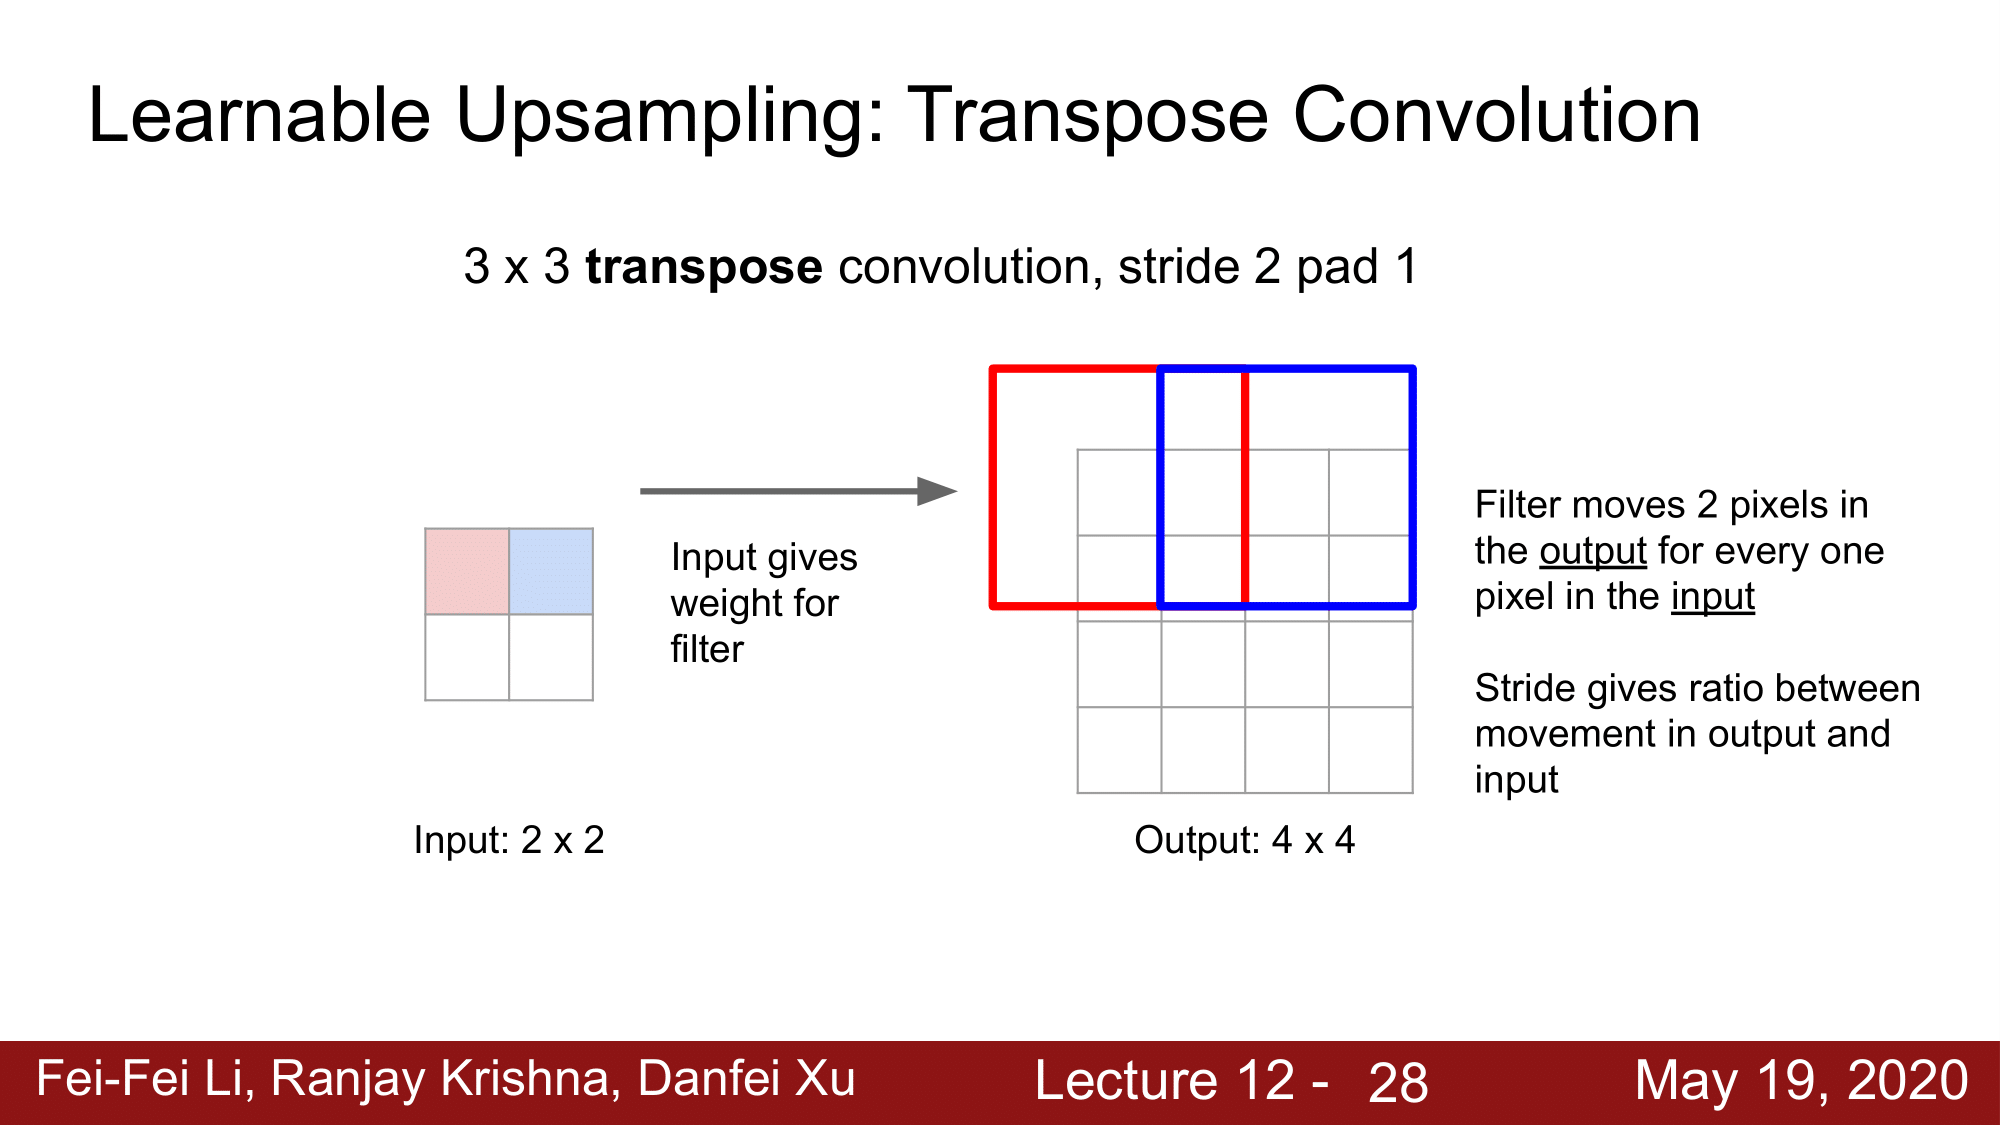 Learnable Upsampling: Transpose Convolution
3 x 3 transpose convolution, stride 2 pad 1
Input gives
weight for
filter
Filter moves 2 pixels in
the output for every one
pixel in the input
Stride gives ratio between
movement in output and
input
Input: 2 x 2
Output: 4 x 4
Fei-Fei Li, Ranjay Krishna, Danfei Xu
Lecture 12 - 28
May 19, 2020